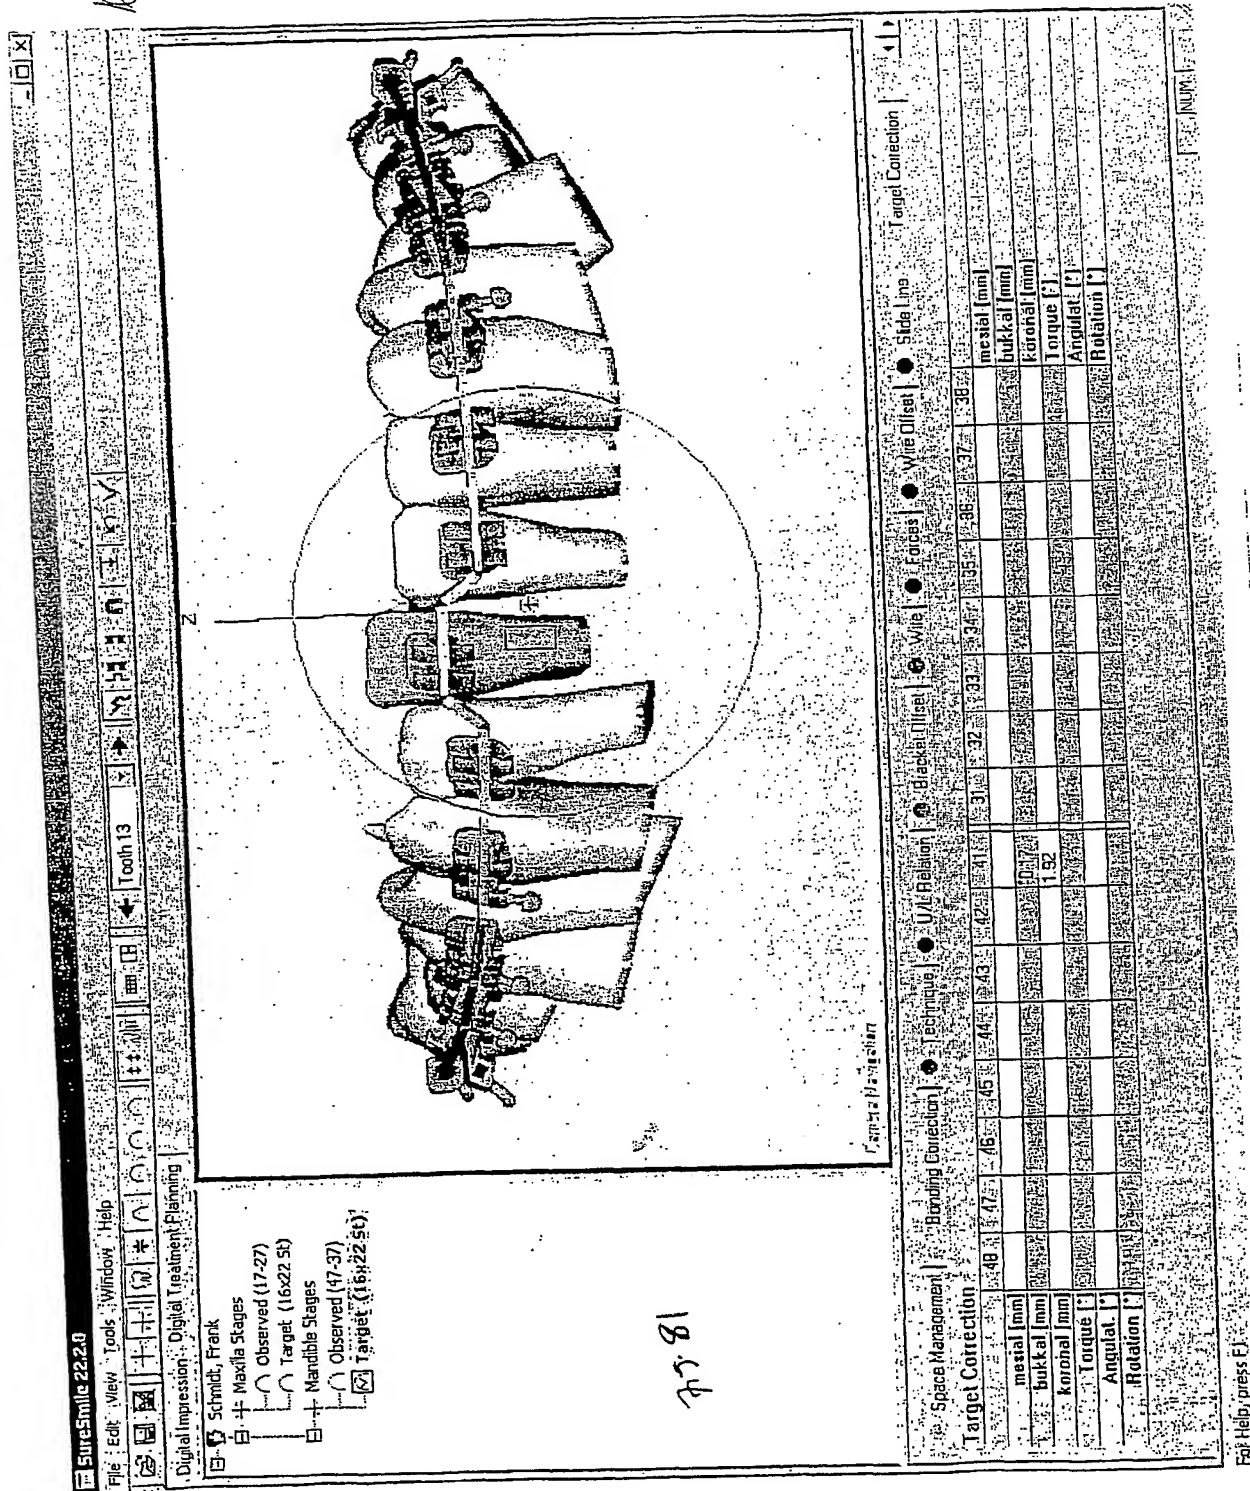 SureSmile 22.2.0
File Edit View Tools Window Help
Tooth 13
Digital Impression Digital Treatment Planning
Schmidt, Frank
Maxilla Stages
Observed (17-27)
Target (16x22 St)
Mandible Stages
Observed (47-37)
Target (16x22 St)
Z
Camera Navigation
Space Management Bonding Correction Technique U/L Relation Bracket Offset Wire Forces Wire Offset Slide Line Target Correction
Target Correction
48 47 46 45 44 43 42 41 31 32 33 34 35 36 37 38
mesial [mm] mesial [mm]
bukkal [mm] 0.17 bukkal [mm]
koronal [mm] 1.92 koronal [mm]
Torque [°] Torque [°]
Angulat. [°] Angulat. [°]
Rotation [°] Rotation [°]
For Help, press F1
NUM
81